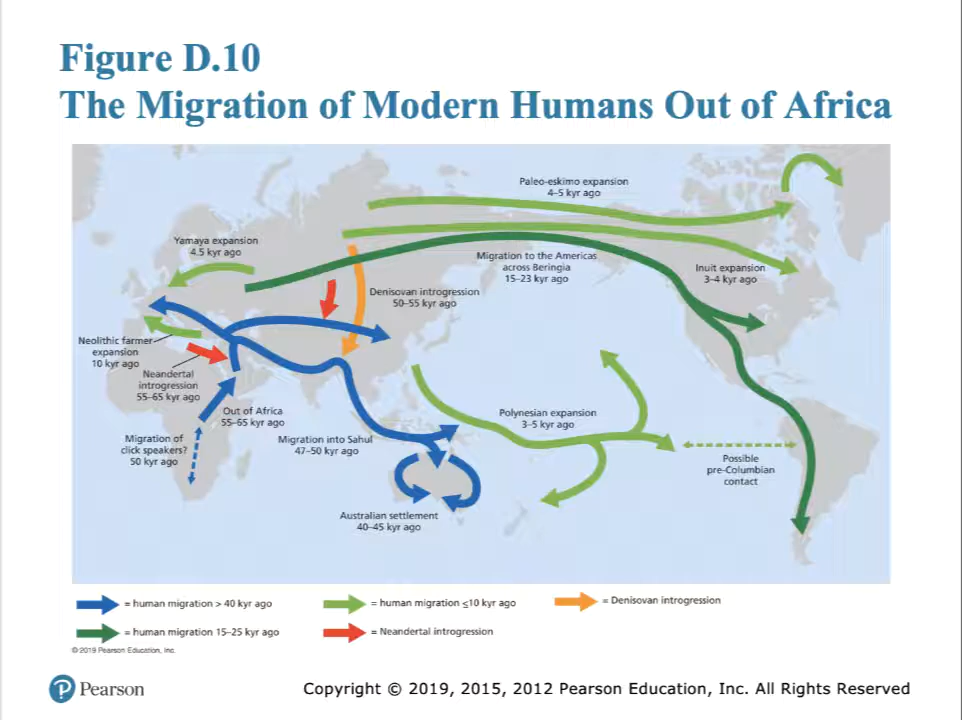 Figure D.10
The Migration of Modern Humans Out of Africa
Paleo-eskimo expansion
4–5 kyr ago
Yamaya expansion
4.5 kyr ago
Migration to the Americas
across Beringia
15–23 kyr ago
Inuit expansion
3–4 kyr ago
Denisovan introgression
50–55 kyr ago
Neolithic farmer
expansion
10 kyr ago
Neandertal
introgression
55–65 kyr ago
Out of Africa
55–65 kyr ago
Migration of
click speakers?
50 kyr ago
Migration into Sahul
47–50 kyr ago
Polynesian expansion
3–5 kyr ago
Possible
pre-Columbian
contact
Australian settlement
40–45 kyr ago
= human migration > 40 kyr ago
= human migration ≤10 kyr ago
= Denisovan introgression
= human migration 15–25 kyr ago
= Neandertal introgression
© 2019 Pearson Education, Inc.
P Pearson
Copyright © 2019, 2015, 2012 Pearson Education, Inc. All Rights Reserved